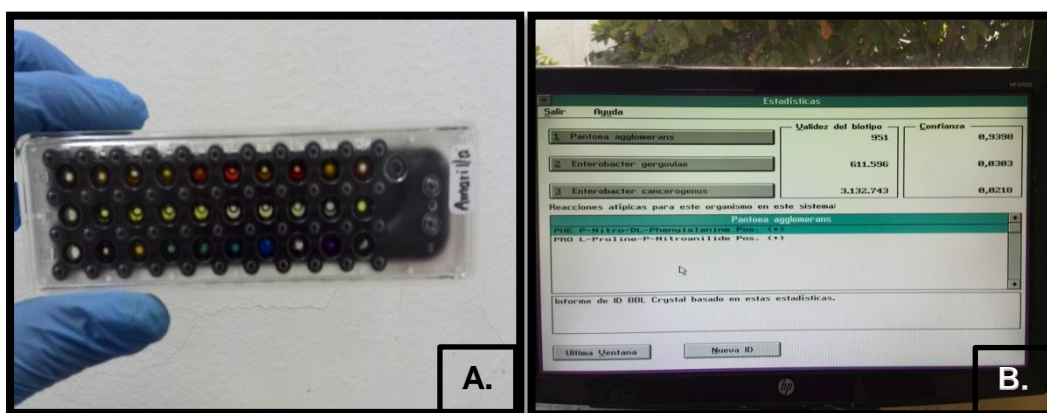 Amarilla
A.
Estadísticas
Salir Ayuda
Validez del biotipo Confianza
1 Pantoea agglomerans 951 0,9398
2 Enterobacter gergoviae 611.596 0,0383
3 Enterobacter cancerogenus 3.132.743 0,0218
Reacciones atípicas para este organismo en este sistema:
Pantoea agglomerans
PHE P-Nitro-DL-Phenylalanine Pos. (+)
PRO L-Proline-P-Nitroanilide Pos. (+)
Informe de ID BBL Crystal basado en estas estadísticas.
Ultima Ventana Nueva ID
hp
B.